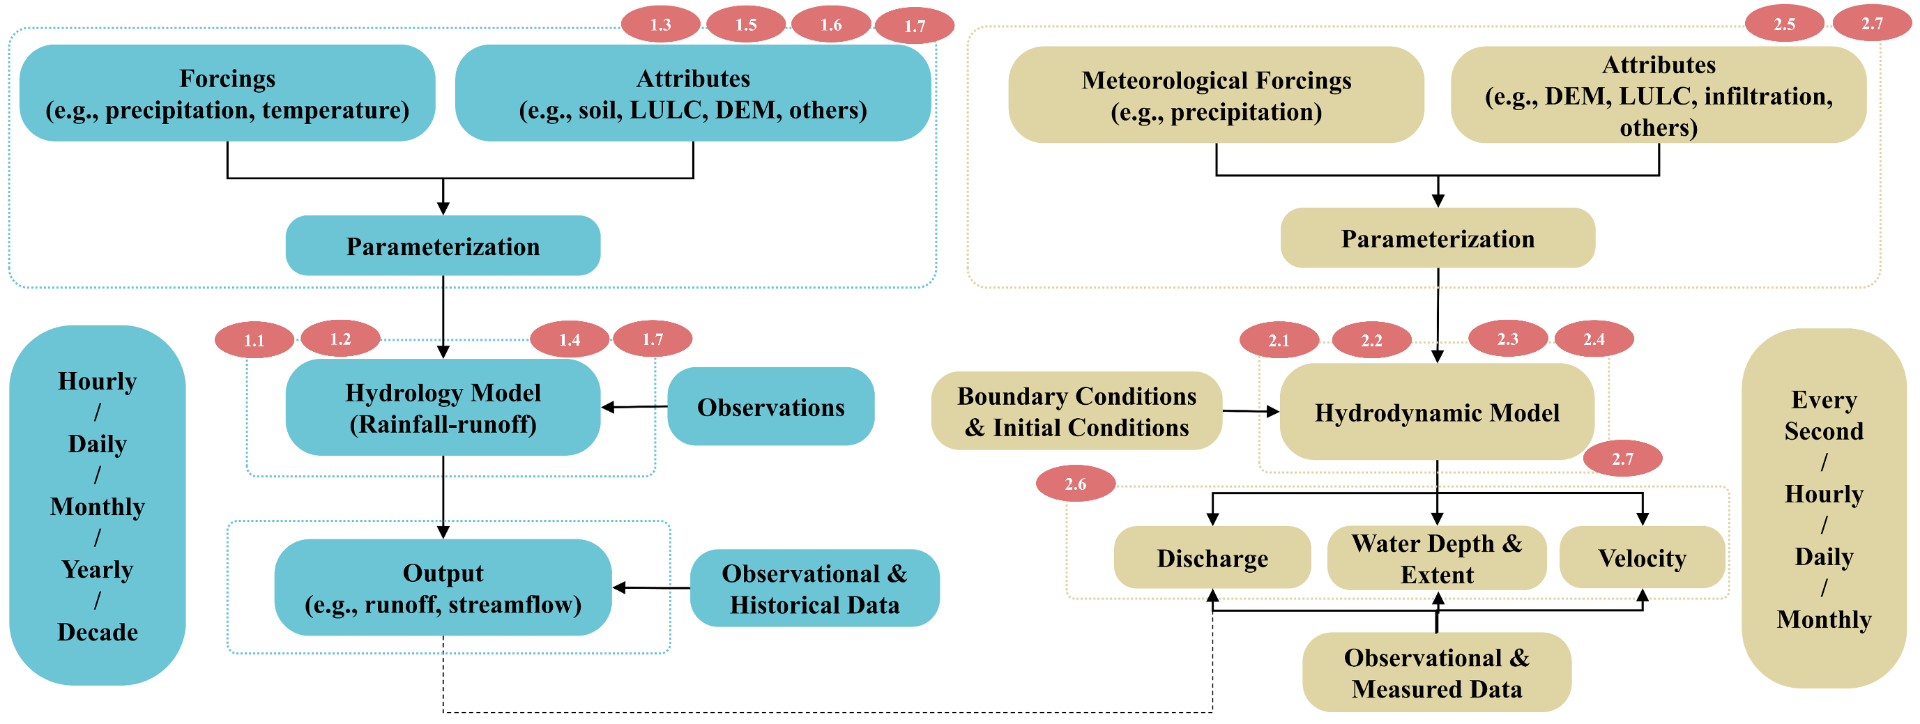 1.3
1.5
1.6
1.7
Forcings
(e.g., precipitation, temperature)
Attributes
(e.g., soil, LULC, DEM, others)
Parameterization
1.1
1.2
1.4
1.7
Hydrology Model
(Rainfall-runoff)
Observations
Output
(e.g., runoff, streamflow)
Observational &
Historical Data
Hourly
/
Daily
/
Monthly
/
Yearly
/
Decade
2.5
2.7
Meteorological Forcings
(e.g., precipitation)
Attributes
(e.g., DEM, LULC, infiltration,
others)
Parameterization
2.1
2.2
2.3
2.4
Boundary Conditions
& Initial Conditions
Hydrodynamic Model
2.7
2.6
Discharge
Water Depth &
Extent
Velocity
Observational &
Measured Data
Every
Second
/
Hourly
/
Daily
/
Monthly